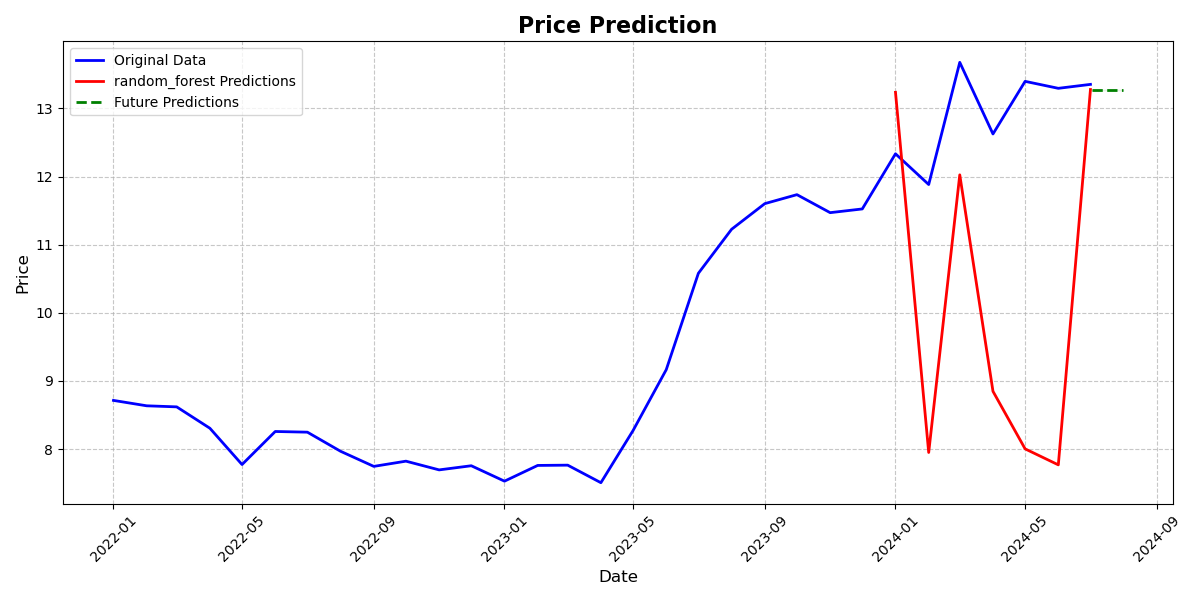 Price Prediction
Original Data
random_forest Predictions
Future Predictions
Price
13
12
11
10
9
8
2022-01
2022-05
2022-09
2023-01
2023-05
2023-09
2024-01
2024-05
2024-09
Date